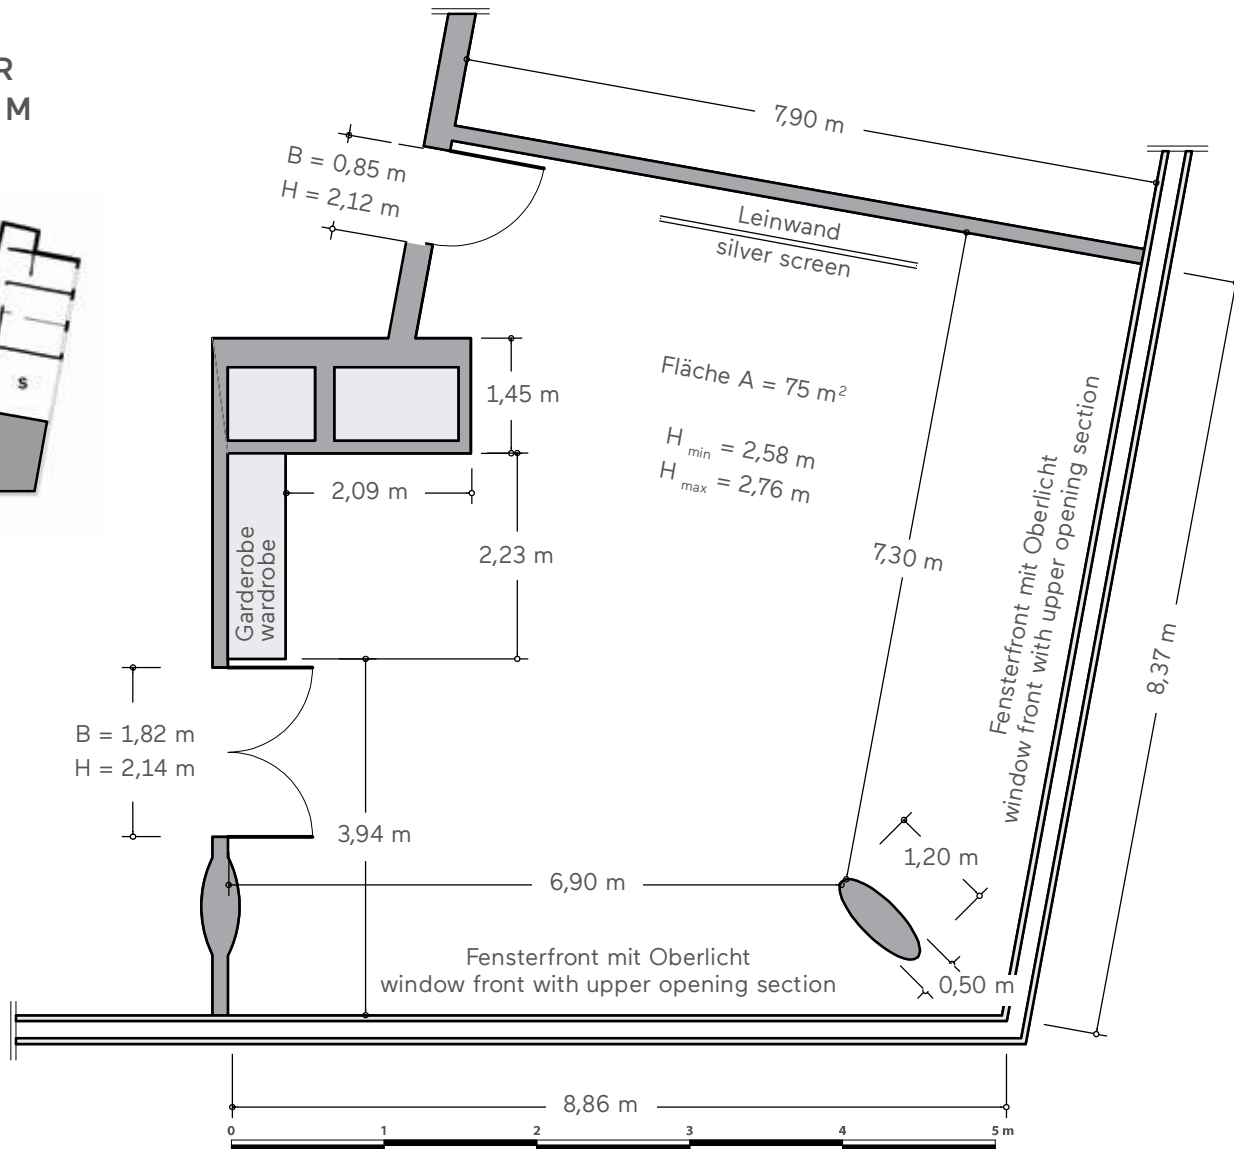 R
M
7,90 m
B = 0,85 m
H = 2,12 m
Leinwand
silver screen
S
Fläche A = 75 m²
1,45 m
H min = 2,58 m
H max = 2,76 m
2,09 m
2,23 m
7,30 m
Garderobe
wardrobe
Fensterfront mit Oberlicht
window front with upper opening section
8,37 m
B = 1,82 m
H = 2,14 m
3,94 m
1,20 m
6,90 m
Fensterfront mit Oberlicht
window front with upper opening section
0,50 m
8,86 m
0 1 2 3 4 5 m